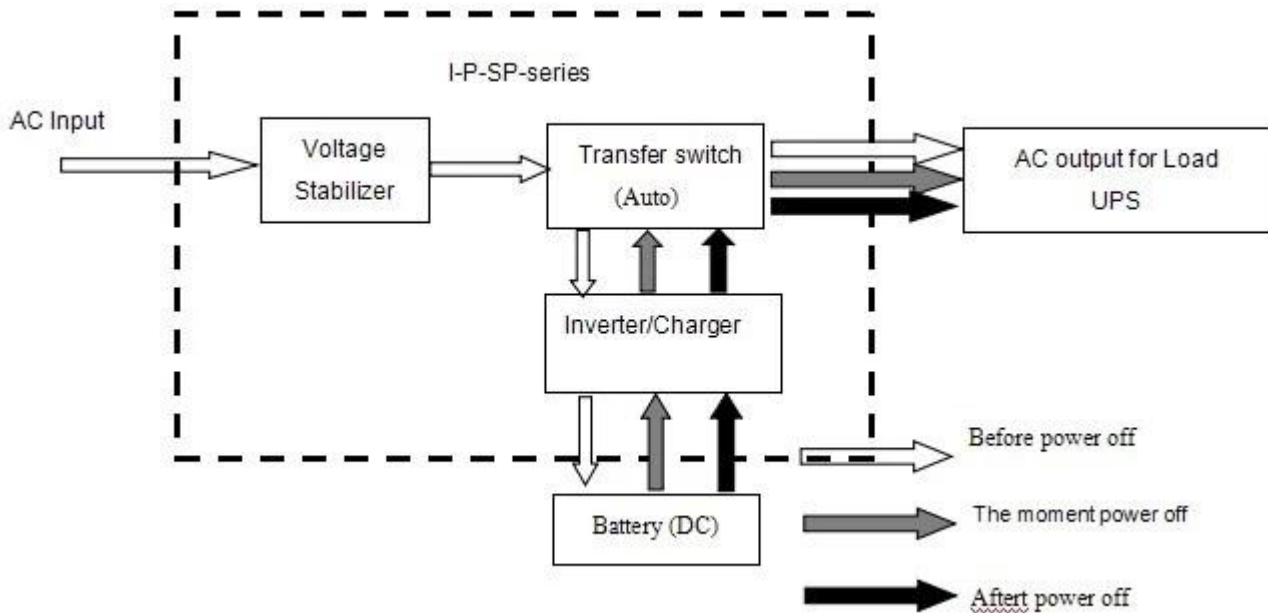 I-P-SP-series
AC Input
Voltage
Stabilizer
Transfer switch
(Auto)
AC output for Load
UPS
Inverter/Charger
Battery (DC)
Before power off
The moment power off
Aftert power off